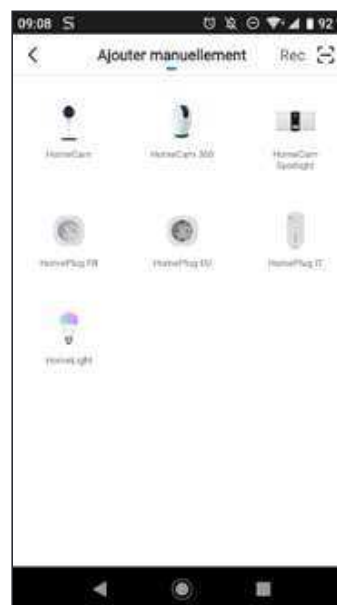 09:08 S 92
Ajouter manuellement Rec
HomeCam
HomeCam 360
HomeCam
Spotlight
HomePlug FR
HomePlug EU
HomePlug IT
HomeLight